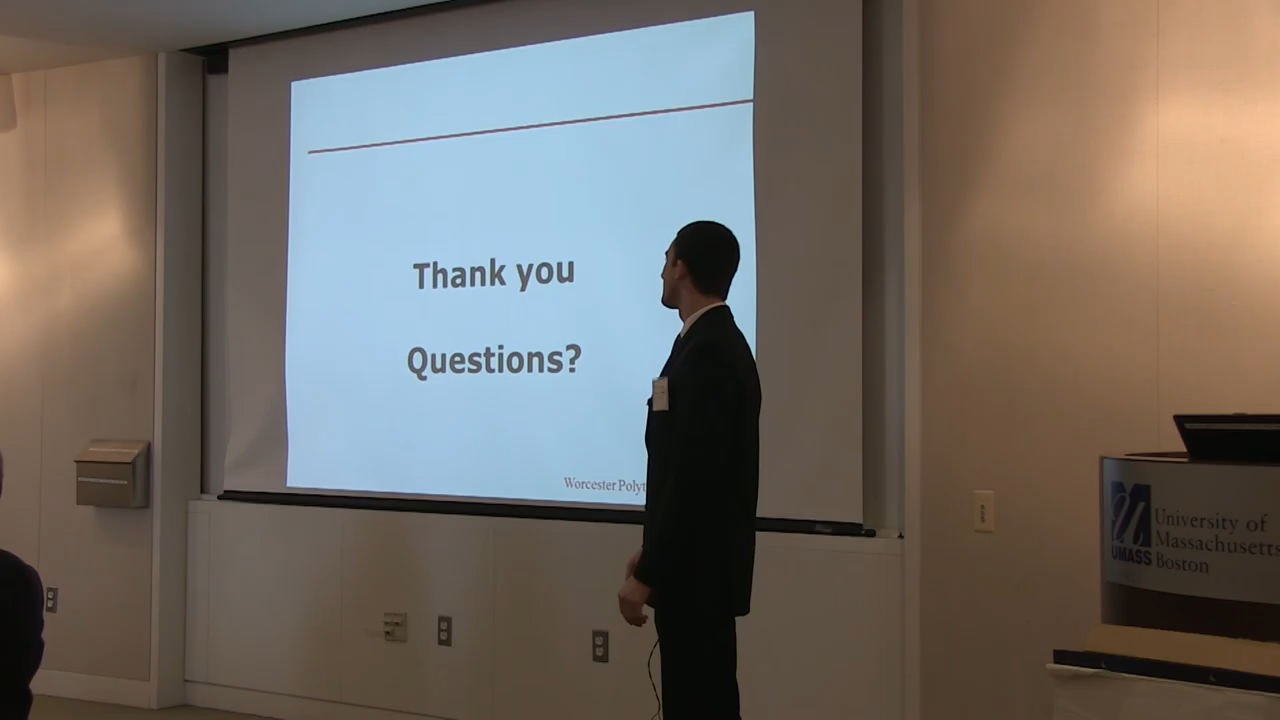 Thank you
Questions?
Worcester Polyt
UMASS
University of
Massachusetts
Boston